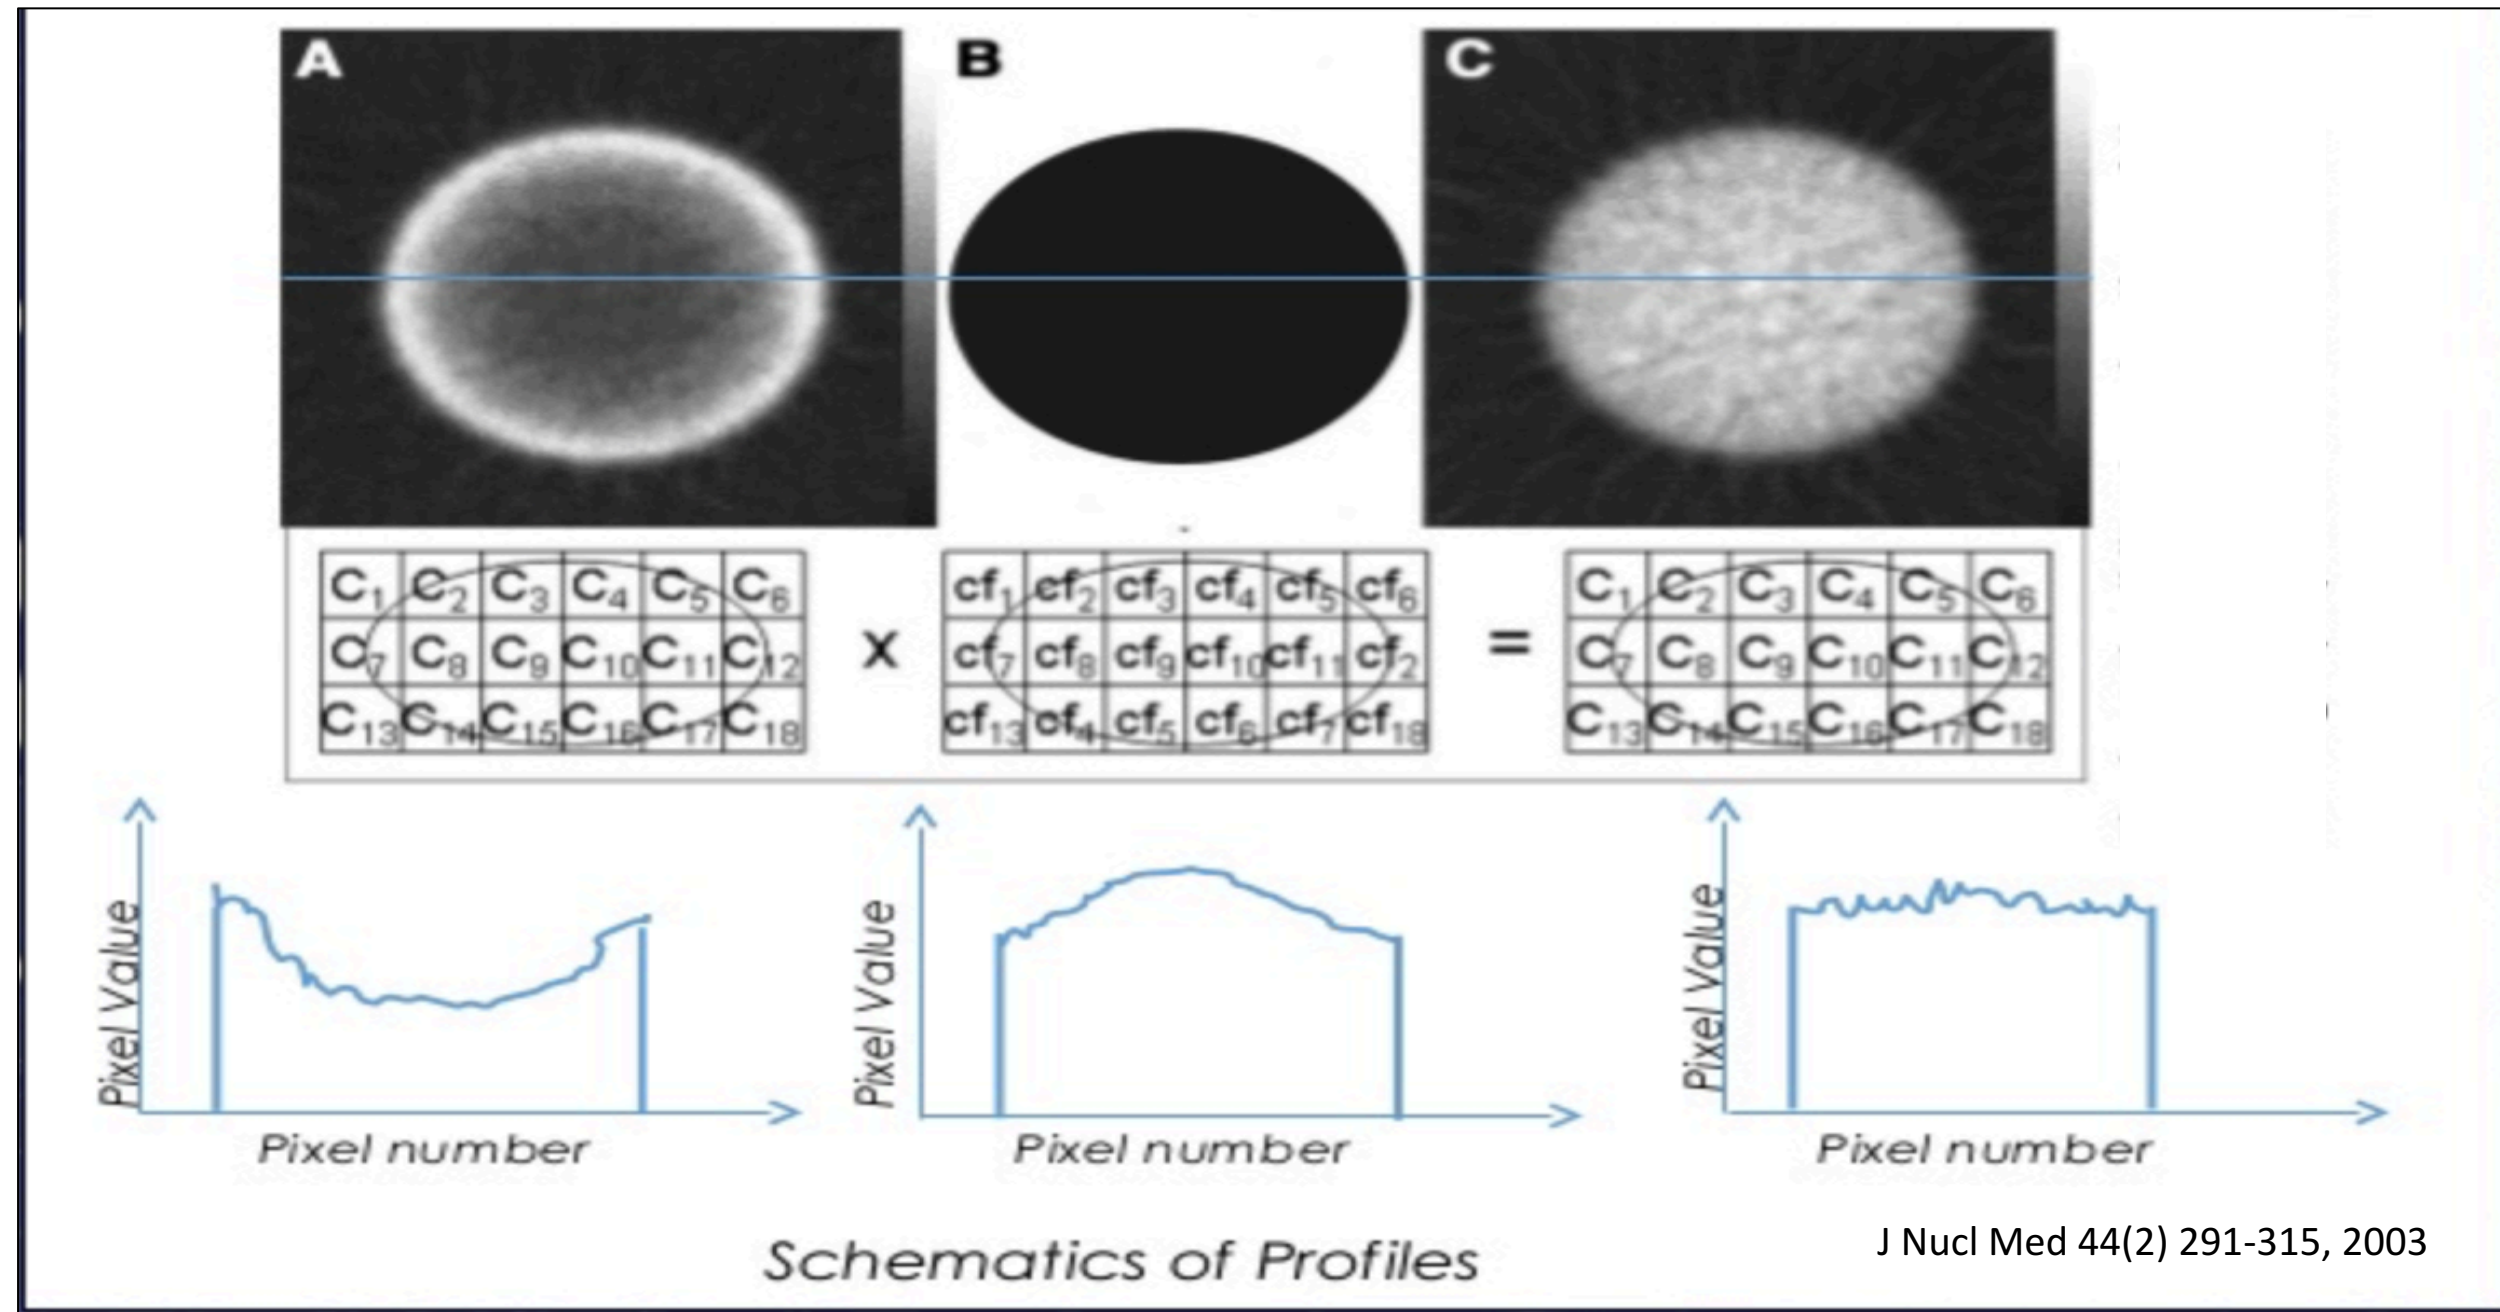 A B C
C1 C2 C3 C4 C5 C6
C7 C8 C9 C10 C11 C12
C13 C14 C15 C16 C17 C18
x
cf1 cf2 cf3 cf4 cf5 cf6
cf7 cf8 cf9 cf10 cf11 cf2
cf13 cf4 cf5 cf6 cf7 cf18
=
C1 C2 C3 C4 C5 C6
C7 C8 C9 C10 C11 C12
C13 C14 C15 C16 C17 C18
Pixel Value
Pixel number
Pixel Value
Pixel number
Pixel Value
Pixel number
Schematics of Profiles
J Nucl Med 44(2) 291-315, 2003